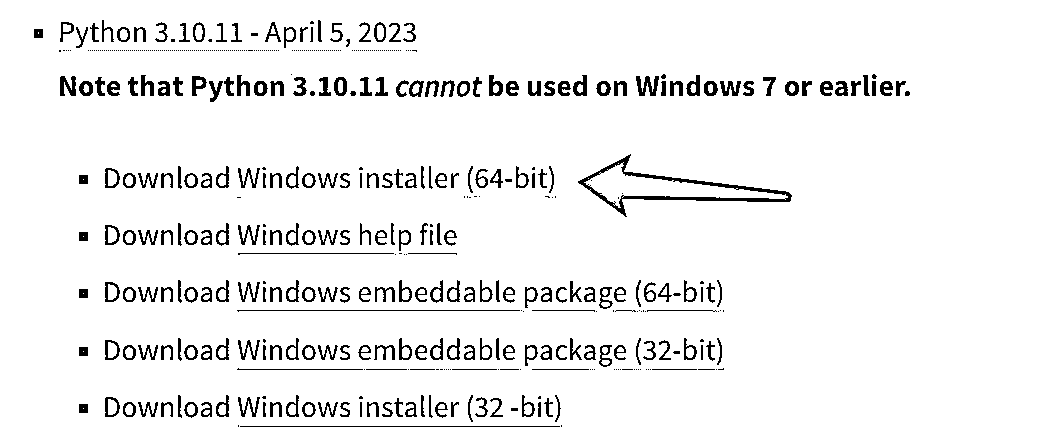 Python 3.10.11 - April 5, 2023
Note that Python 3.10.11 cannot be used on Windows 7 or earlier.
Download Windows installer (64-bit)
Download Windows help file
Download Windows embeddable package (64-bit)
Download Windows embeddable package (32-bit)
Download Windows installer (32 -bit)